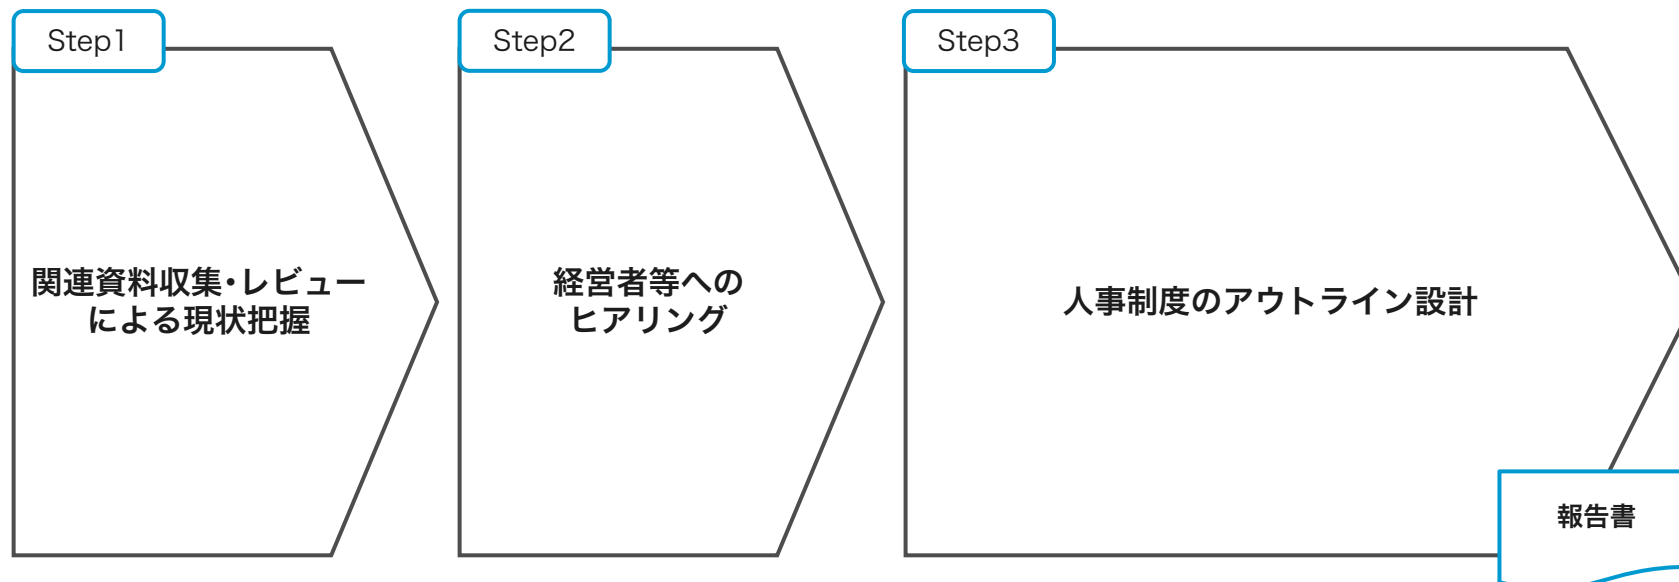 Step1
関連資料収集・レビュー
による現状把握
Step2
経営者等への
ヒアリング
Step3
人事制度のアウトライン設計
報告書